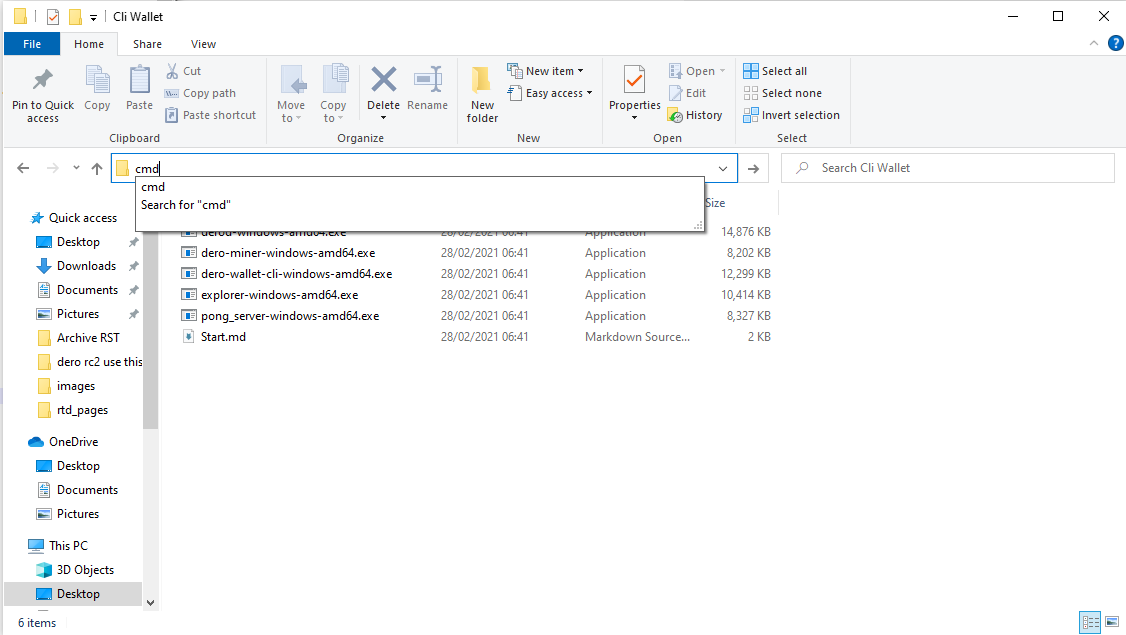 Cli Wallet
File Home Share View
Pin to Quick access
Copy
Paste
Cut
Copy path
Paste shortcut
Clipboard
Move to
Copy to
Delete
Rename
Organize
New folder
New item
Easy access
New
Properties
Open
Edit
History
Open
Select all
Select none
Invert selection
Select
cmd
Search Cli Wallet
cmd
Search for "cmd"
Size
Quick access
Desktop
Downloads
Documents
Pictures
Archive RST
dero rc2 use this
images
rtd_pages
OneDrive
Desktop
Documents
Pictures
This PC
3D Objects
Desktop
derod-windows-amd64.exe 28/02/2021 06:41 Application 14,876 KB
dero-miner-windows-amd64.exe 28/02/2021 06:41 Application 8,202 KB
dero-wallet-cli-windows-amd64.exe 28/02/2021 06:41 Application 12,299 KB
explorer-windows-amd64.exe 28/02/2021 06:41 Application 10,414 KB
pong_server-windows-amd64.exe 28/02/2021 06:41 Application 8,327 KB
Start.md 28/02/2021 06:41 Markdown Source... 2 KB
6 items